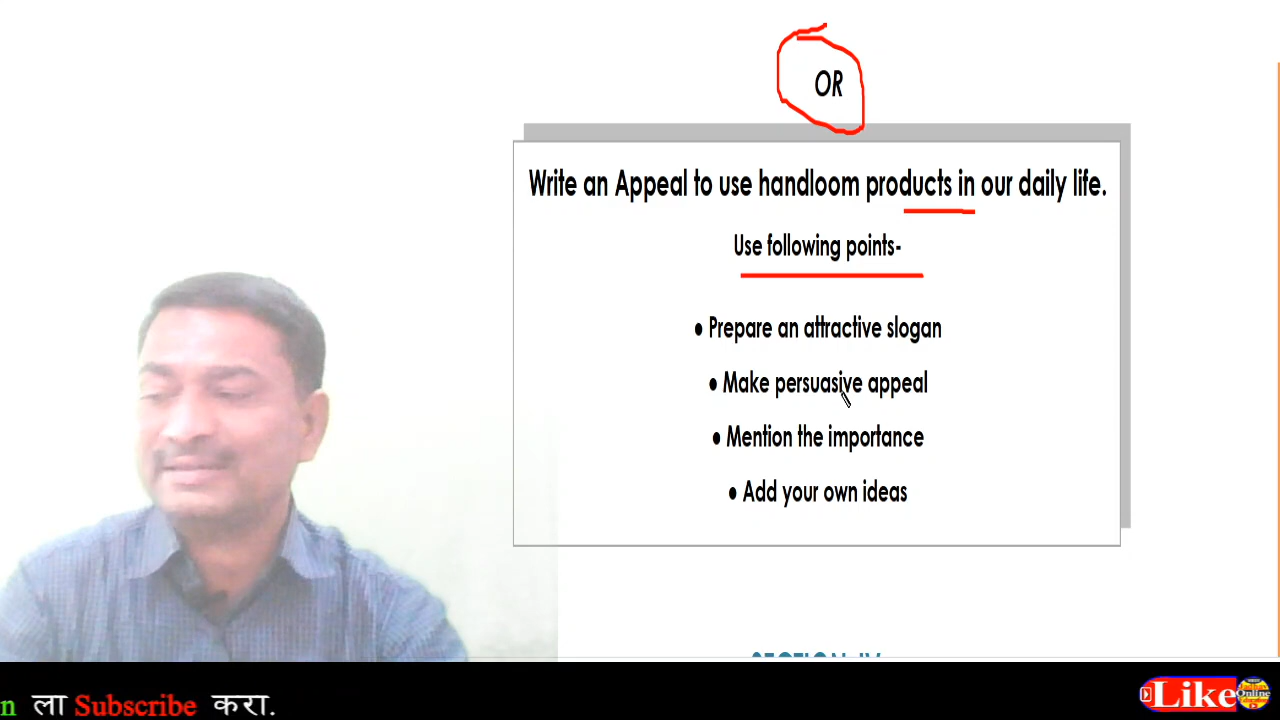 OR
Write an Appeal to use handloom products in our daily life.
Use following points-
• Prepare an attractive slogan
• Make persuasive appeal
• Mention the importance
• Add your own ideas
n ला Subscribe करा.
Like
Online